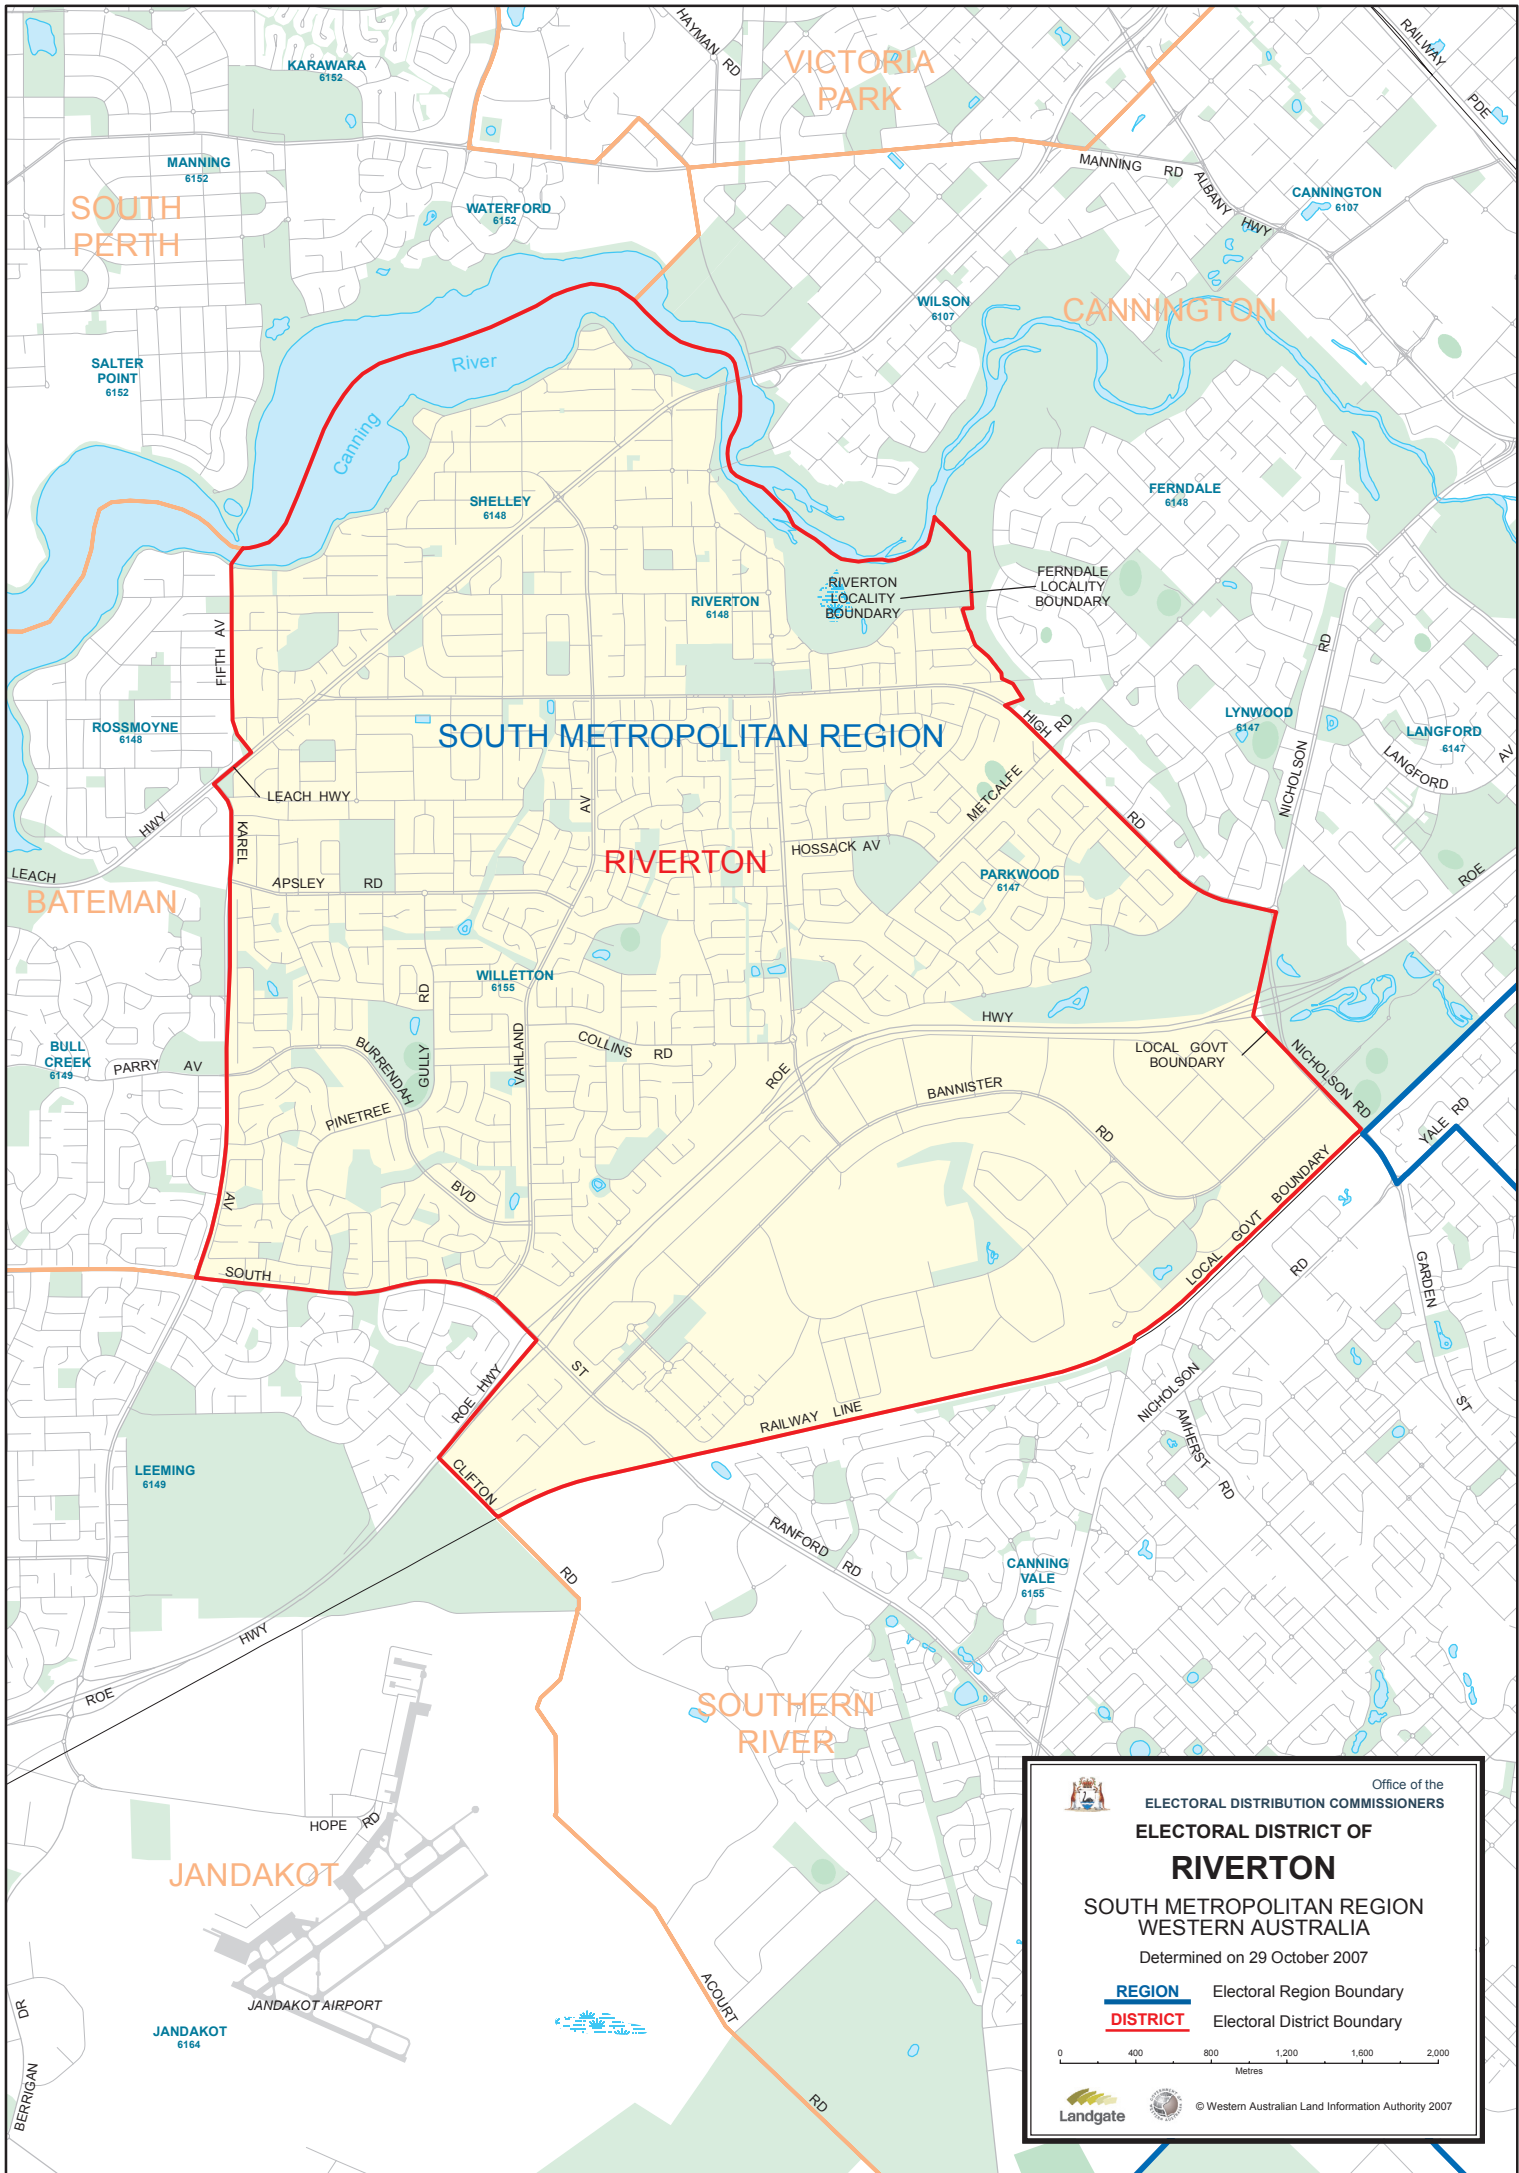 HAYMAN RD
VICTORIA
PARK
RAILWAY
PDE
KARAWARA
6152
MANNING
6152
SOUTH
PERTH
WATERFORD
6152
MANNING RD
ALBANY
HWY
CANNINGTON
6107
WILSON
6107
CANNINGTON
SALTER
POINT
6152
River
Canning
SHELLEY
6148
FERNDALE
6148
RIVERTON
LOCALITY
BOUNDARY
FERNDALE
LOCALITY
BOUNDARY
RIVERTON
6148
FIFTH AV
RD
ROSSMOYNE
6148
SOUTH METROPOLITAN REGION
HIGH RD
LYNWOOD
6147
LANGFORD
6147
LANGFORD
AV
NICHOLSON
LEACH HWY
HWY
AV
METCALFE
RD
KAREL
HOSSACK AV
RIVERTON
LEACH
APSLEY RD
PARKWOOD
6147
ROE
BATEMAN
WILLETTON
6155
RD
HWY
BULL
CREEK
6149
PARRY AV
BURRENDAH
GULLY
VAHLAND
COLLINS RD
ROE
LOCAL GOVT
BOUNDARY
NICHOLSON RD
BANNISTER
RD
PINETREE
YALE RD
BVD
AV
LOCAL GOVT BOUNDARY
SOUTH
RD
GARDEN
ST
ROE HWY
ST
NICHOLSON
AMHERST RD
RAILWAY LINE
LEEMING
6149
CLIFTON
RD
RANFORD RD
CANNING
VALE
6155
HWY
ROE
SOUTHERN
RIVER
HOPE RD
JANDAKOT
JANDAKOT AIRPORT
JANDAKOT
6164
DR
BERRIGAN
ACOURT
RD
Office of the
ELECTORAL DISTRIBUTION COMMISSIONERS
ELECTORAL DISTRICT OF
RIVERTON
SOUTH METROPOLITAN REGION
WESTERN AUSTRALIA
Determined on 29 October 2007
REGION Electoral Region Boundary
DISTRICT Electoral District Boundary
0 400 800 1,200 1,600 2,000
Metres
Landgate
© Western Australian Land Information Authority 2007